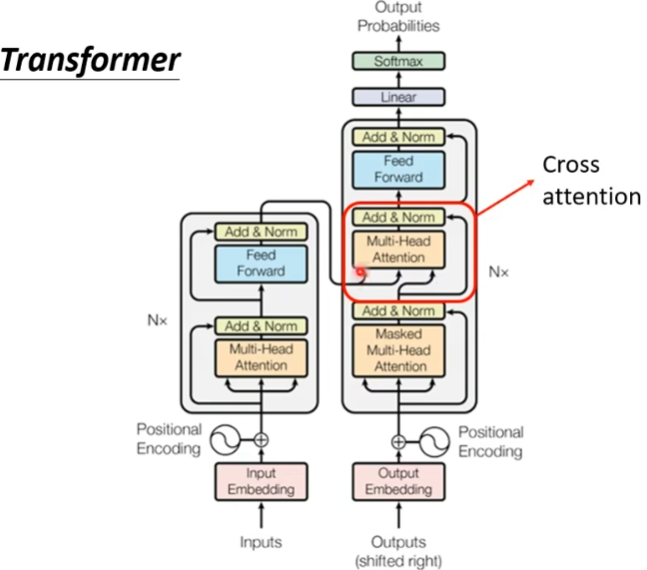 Transformer
Output
Probabilities
Softmax
Linear
Add & Norm
Feed
Forward
Add & Norm
Multi-Head
Attention
Cross
attention
N×
Add & Norm
Masked
Multi-Head
Attention
Add & Norm
Feed
Forward
N×
Add & Norm
Multi-Head
Attention
Positional
Encoding
Positional
Encoding
Input
Embedding
Output
Embedding
Inputs
Outputs
(shifted right)